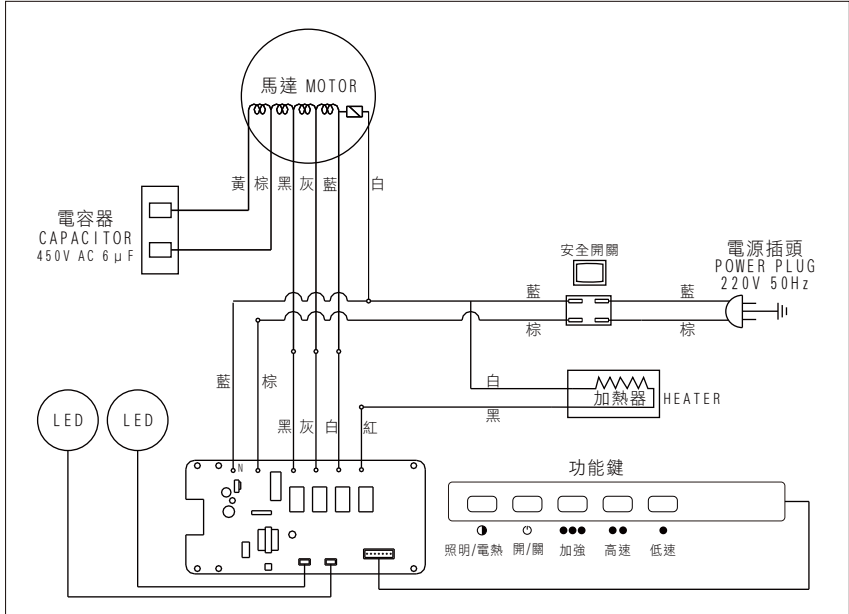 馬達 MOTOR
黃 棕 黑 灰 藍 白
電容器
CAPACITOR
450V AC 6μF
安全開關
電源插頭
POWER PLUG
220V 50Hz
藍 藍
棕 棕
藍 棕
白
黑
加熱器 HEATER
LED LED
黑 灰 白 紅
N
功能鍵
照明/電熱 開/關 加強 高速 低速